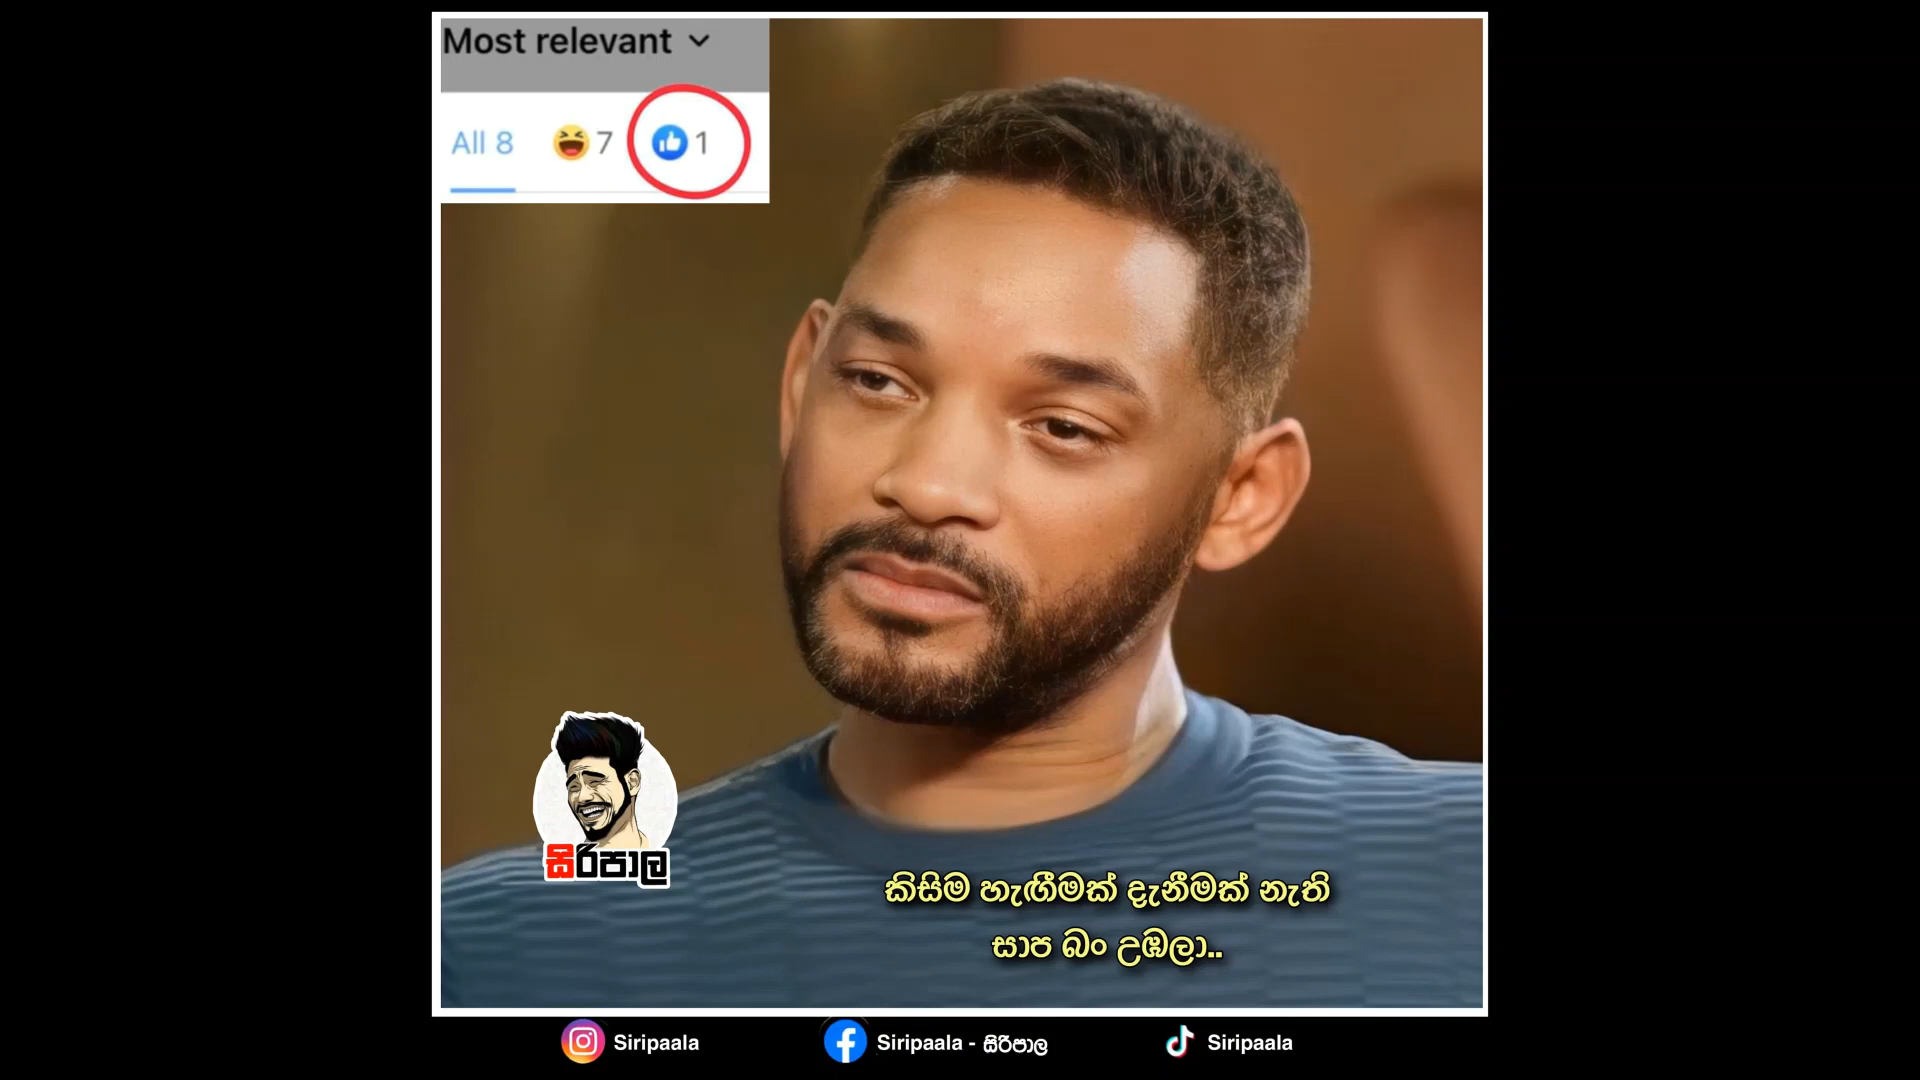 Most relevant
All 8 7 1
සිරිපාල
කිසිම හැඟීමක් දැනීමක් නැති
සාප බං උඹලා..
Siripaala
Siripaala - සිරිපාල
Siripaala